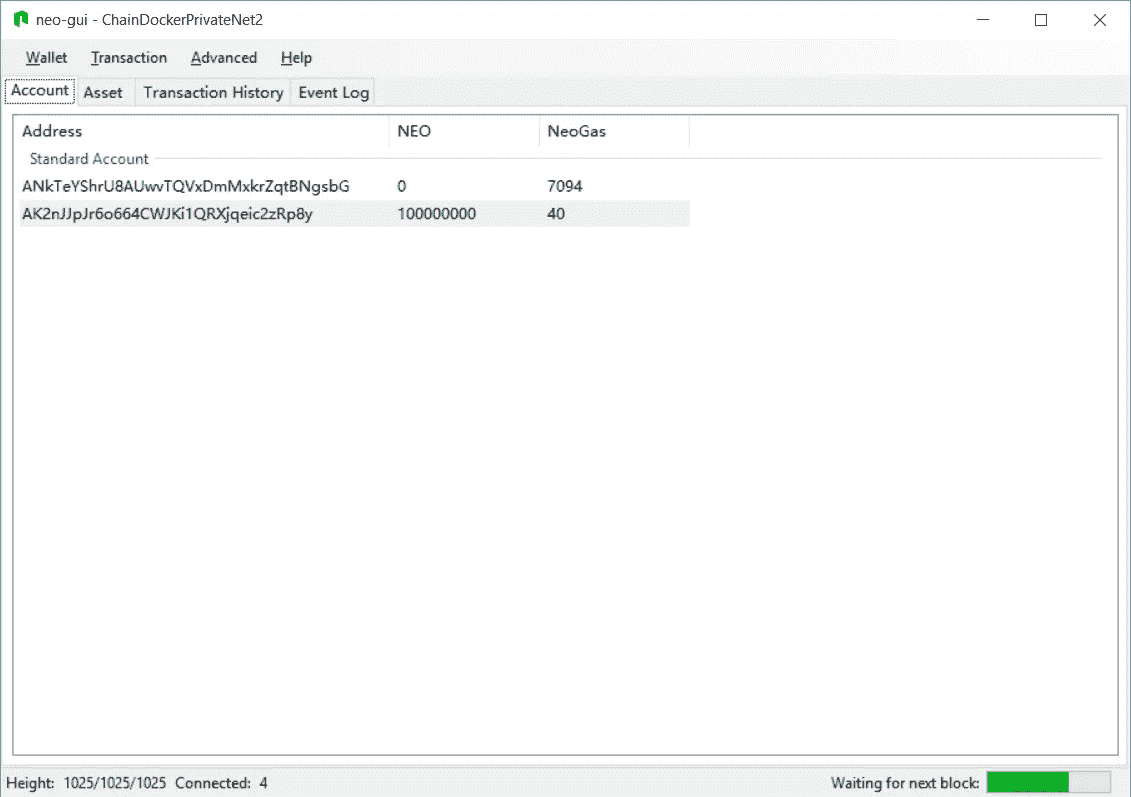 neo-gui - ChainDockerPrivateNet2
Wallet Transaction Advanced Help
Account Asset Transaction History Event Log
Address NEO NeoGas
Standard Account
ANkTeYShrU8AUwvTQVxDmMxkrZqtBNgsbG 0 7094
AK2nJJpJr6o664CWJKi1QRXjqeic2zRp8y 100000000 40
Height: 1025/1025/1025 Connected: 4 Waiting for next block: